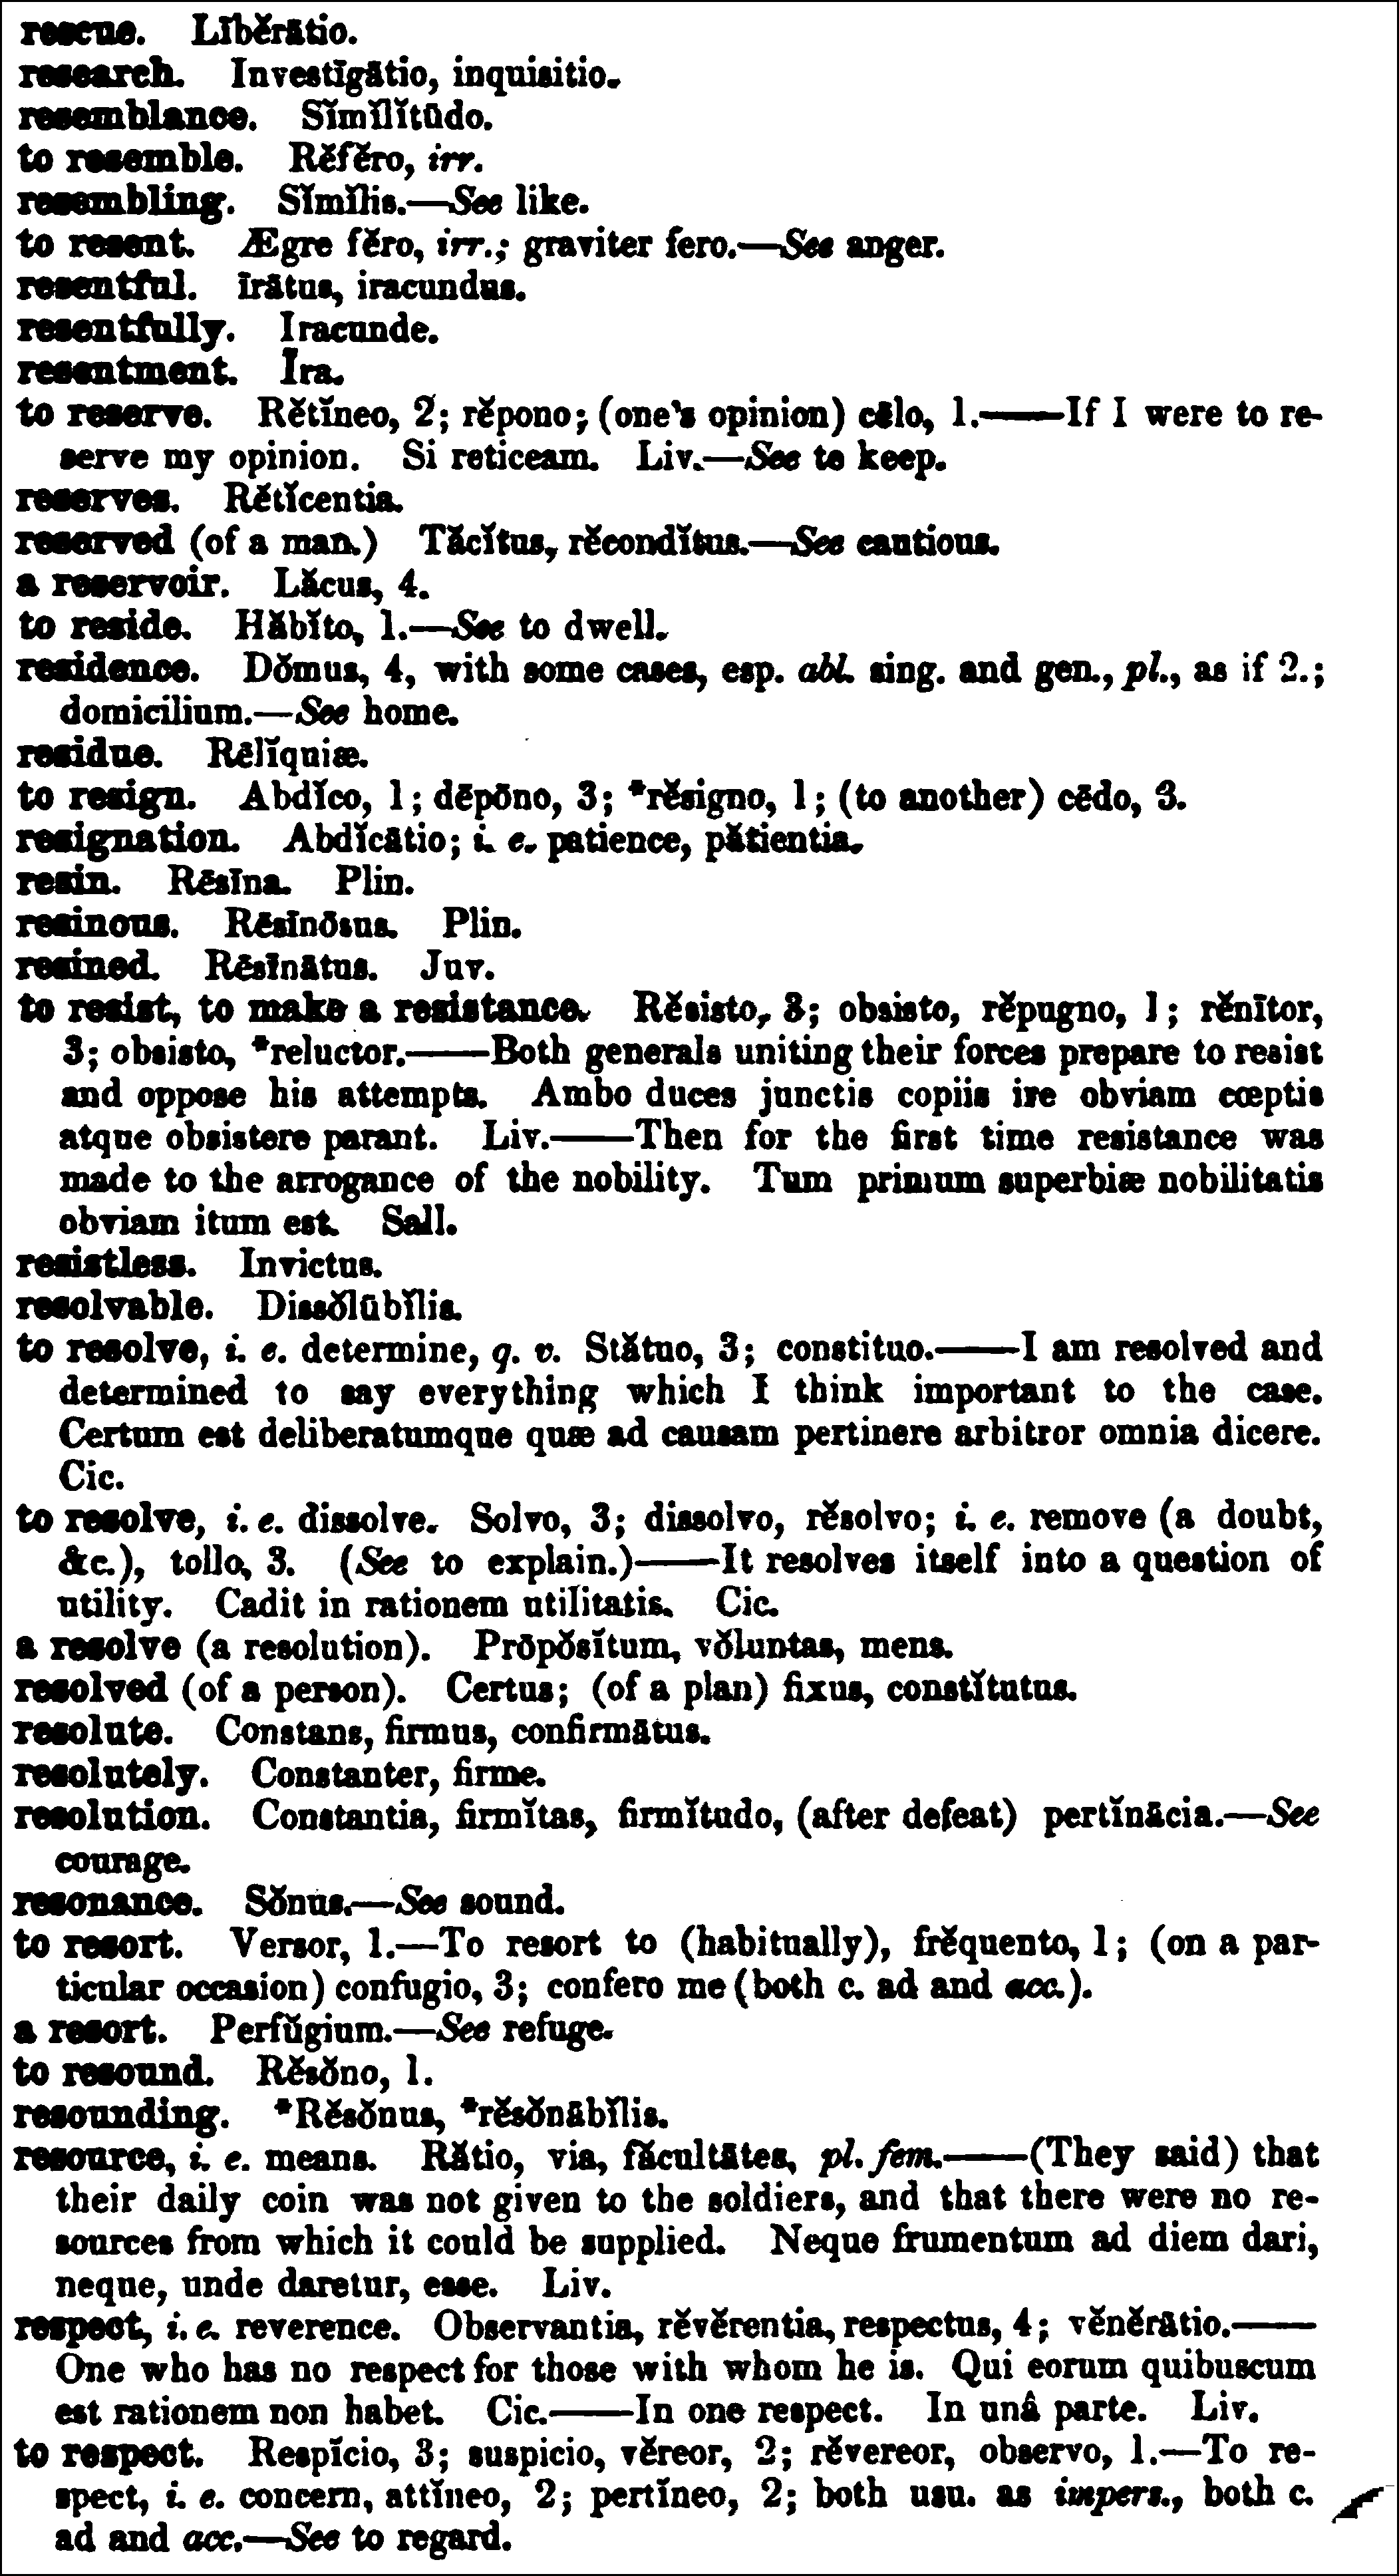 rescue. Lībĕrātio.
research. Investīgātio, inquisitio.
resemblance. Sĭmĭlĭtūdo.
to resemble. Rĕfĕro, irr.
resembling. Sĭmĭlis.—See like.
to resent. Ægre fĕro, irr.; graviter fero.—See anger.
resentful. īrātus, iracundus.
resentfully. Iracunde.
resentment. Īra.
to reserve. Rĕtĭneo, 2; rĕpono; (one's opinion) cēlo, 1.——If I were to re-
serve my opinion. Si reticeam. Liv.—See to keep.
reserves. Rĕtĭcentia.
reserved (of a man.) Tăcĭtus, rĕcondĭtus.—See cautious.
a reservoir. Lăcus, 4.
to reside. Hăbĭto, 1.—See to dwell.
residence. Dŏmus, 4, with some cases, esp. abl. sing. and gen., pl., as if 2.;
domicilium.—See home.
residue. Rēlĭquiæ.
to resign. Abdĭco, 1; dēpōno, 3; *rĕsigno, 1; (to another) cēdo, 3.
resignation. Abdĭcātio; i. e. patience, pătientia.
resin. Rēsīna. Plin.
resinous. Rēsīnōsus. Plin.
resined. Rēsīnātus. Juv.
to resist, to make a resistance. Rĕsisto, 3; obsisto, rĕpugno, 1; rĕnītor,
3; obsisto, *reluctor.——Both generals uniting their forces prepare to resist
and oppose his attempts. Ambo duces junctis copiis ire obviam cœptis
atque obsistere parant. Liv.——Then for the first time resistance was
made to the arrogance of the nobility. Tum primum superbiæ nobilitatis
obviam itum est. Sall.
resistless. Invictus.
resolvable. Dissŏlūbĭlis.
to resolve, i. e. determine, q. v. Stătuo, 3; constituo.——I am resolved and
determined to say everything which I think important to the case.
Certum est deliberatumque quæ ad causam pertinere arbitror omnia dicere.
Cic.
to resolve, i. e. dissolve. Solvo, 3; dissolvo, rĕsolvo; i. e. remove (a doubt,
&c.), tollo, 3. (See to explain.)——It resolves itself into a question of
utility. Cadit in rationem utilitatis. Cic.
a resolve (a resolution). Prōpŏsĭtum, vŏluntas, mens.
resolved (of a person). Certus; (of a plan) fixus, constĭtutus.
resolute. Constans, firmus, confirmātus.
resolutely. Constanter, firme.
resolution. Constantia, firmĭtas, firmĭtudo, (after defeat) pertĭnācia.—See
courage.
resonance. Sŏnus.—See sound.
to resort. Versor, 1.—To resort to (habitually), frĕquento, 1; (on a par-
ticular occasion) confugio, 3; confero me (both c. ad and acc.).
a resort. Perfŭgium.—See refuge.
to resound. Rĕsŏno, 1.
resounding. *Rĕsŏnus, *rĕsŏnābĭlis.
resource, i. e. means. Rătio, via, făcultātes, pl. fem.——(They said) that
their daily coin was not given to the soldiers, and that there were no re-
sources from which it could be supplied. Neque frumentum ad diem dari,
neque, unde daretur, esse. Liv.
respect, i. e. reverence. Observantia, rĕvĕrentia, respectus, 4; vĕnĕrātio.——
One who has no respect for those with whom he is. Qui eorum quibuscum
est rationem non habet. Cic.——In one respect. In unâ parte. Liv.
to respect. Respĭcio, 3; suspicio, vĕreor, 2; rĕvereor, observo, 1.—To re-
spect, i. e. concern, attĭneo, 2; pertĭneo, 2; both usu. as impers., both c.
ad and acc.—See to regard.